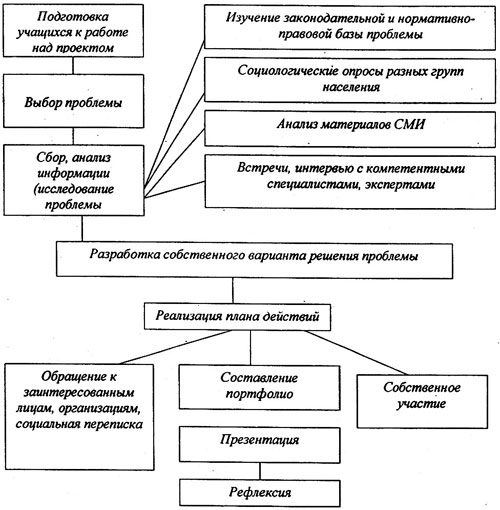 Подготовка
учащихся к работе
над проектом
Выбор проблемы
Сбор, анализ
информации
(исследование
проблемы
Изучение законодательной и нормативно-
правовой базы проблемы
Социологические опросы разных групп
населения
Анализ материалов СМИ
Встречи, интервью с компетентными
специалистами, экспертами
Разработка собственного варианта решения проблемы
Реализация плана действий
Обращение к
заинтересованным
лицам, организациям,
социальная переписка
Составление
портфолио
Собственное
участие
Презентация
Рефлексия